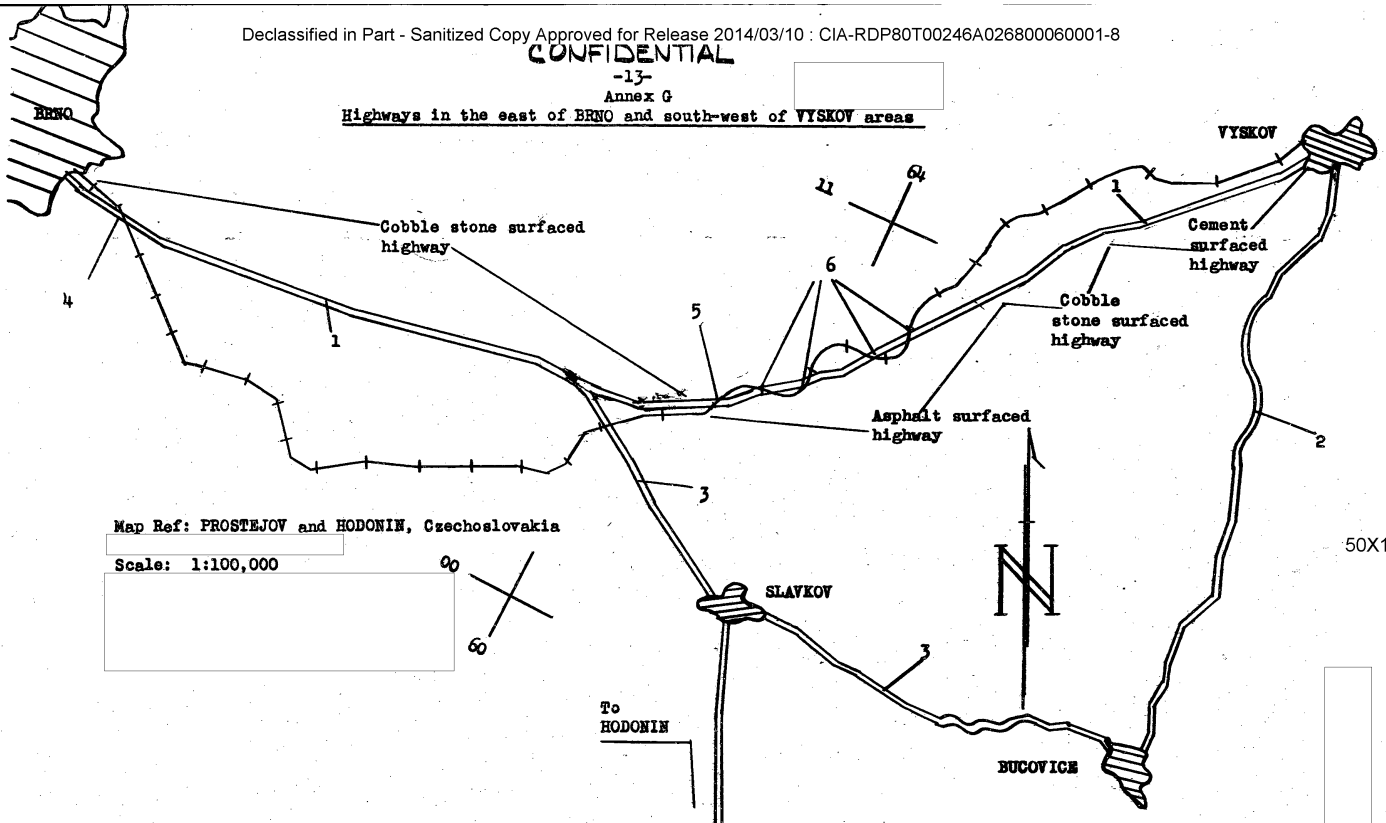 Declassified in Part - Sanitized Copy Approved for Release 2014/03/10 : CIA-RDP80T00246A026800060001-8
CONFIDENTIAL
-13-
Annex G
Highways in the east of BRNO and south-west of VYSKOV areas
BRNO
VYSKOV
11
64
1
Cobble stone surfaced
highway
Cement
surfaced
highway
4
6
5
1
Cobble
stone surfaced
highway
Asphalt surfaced
highway
2
3
Map Ref: PROSTEJOV and HODONIN, Czechoslovakia
Scale: 1:100,000
00
60
N
50X1
SLAVKOV
3
To
HODONIN
BUCOVICE